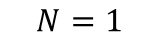 N = 1